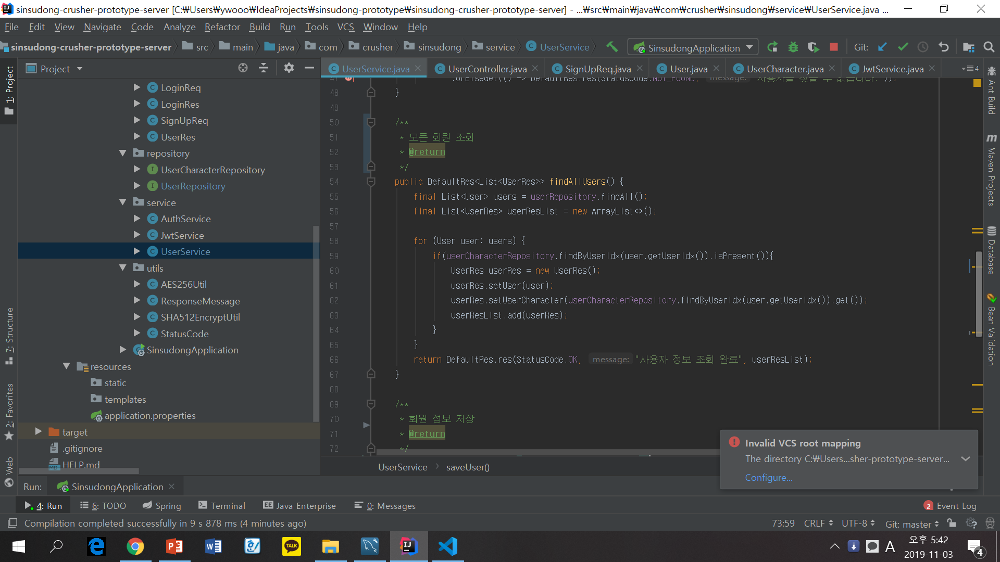 sinsudong-crusher-prototype-server [C:₩Users₩ywooo₩IdeaProjects₩sinsudong-prototype₩sinsudong-crusher-prototype-server] - ...₩src₩main₩java₩com₩crusher₩sinsudong₩service₩UserService.java ...
File Edit View Navigate Code Analyze Refactor Build Run Tools VCS Window Help
sinsudong-crusher-prototype-server src main java com crusher sinsudong service UserService SinsudongApplication Git:
1: Project
7: Structure
2: Favorites
Web
Project
LoginReq
LoginRes
SignUpReq
UserRes
repository
UserCharacterRepository
UserRepository
service
AuthService
JwtService
UserService
utils
AES256Util
ResponseMessage
SHA512EncryptUtil
StatusCode
SinsudongApplication
resources
static
templates
application.properties
target
.gitignore
HELP.md
UserService.java UserController.java SignUpReq.java User.java UserCharacter.java JwtService.java 4
47 .orElseGet(() -> DefaultRes.res(StatusCode.NOT_FOUND, message: "사용자를 찾을 수 없습니다."));
48 }
49
50 /**
51 * 모든 회원 조회
52 * @return
53 */
54 public DefaultRes<List<UserRes>> findAllUsers() {
55 final List<User> users = userRepository.findAll();
56 final List<UserRes> userResList = new ArrayList<>();
57
58 for (User user: users) {
59 if(userCharacterRepository.findByUserIdx(user.getUserIdx()).isPresent()){
60 UserRes userRes = new UserRes();
61 userRes.setUser(user);
62 userRes.setUserCharacter(userCharacterRepository.findByUserIdx(user.getUserIdx()).get());
63 userResList.add(userRes);
64 }
65 }
66 return DefaultRes.res(StatusCode.OK, message: "사용자 정보 조회 완료", userResList);
67 }
68
69 /**
70 * 회원 정보 저장
71 * @return
72 */
UserService saveUser()
Ant Build
m Maven Projects
Database
Bean Validation
Invalid VCS root mapping
The directory C:₩Users...sher-prototype-server...
Configure...
Run: SinsudongApplication
4: Run 6: TODO Spring Terminal Java Enterprise 0: Messages 2 Event Log
Compilation completed successfully in 9 s 878 ms (4 minutes ago) 73:59 CRLF UTF-8 Git: master
TALK
A
오후 5:42
2019-11-03
4